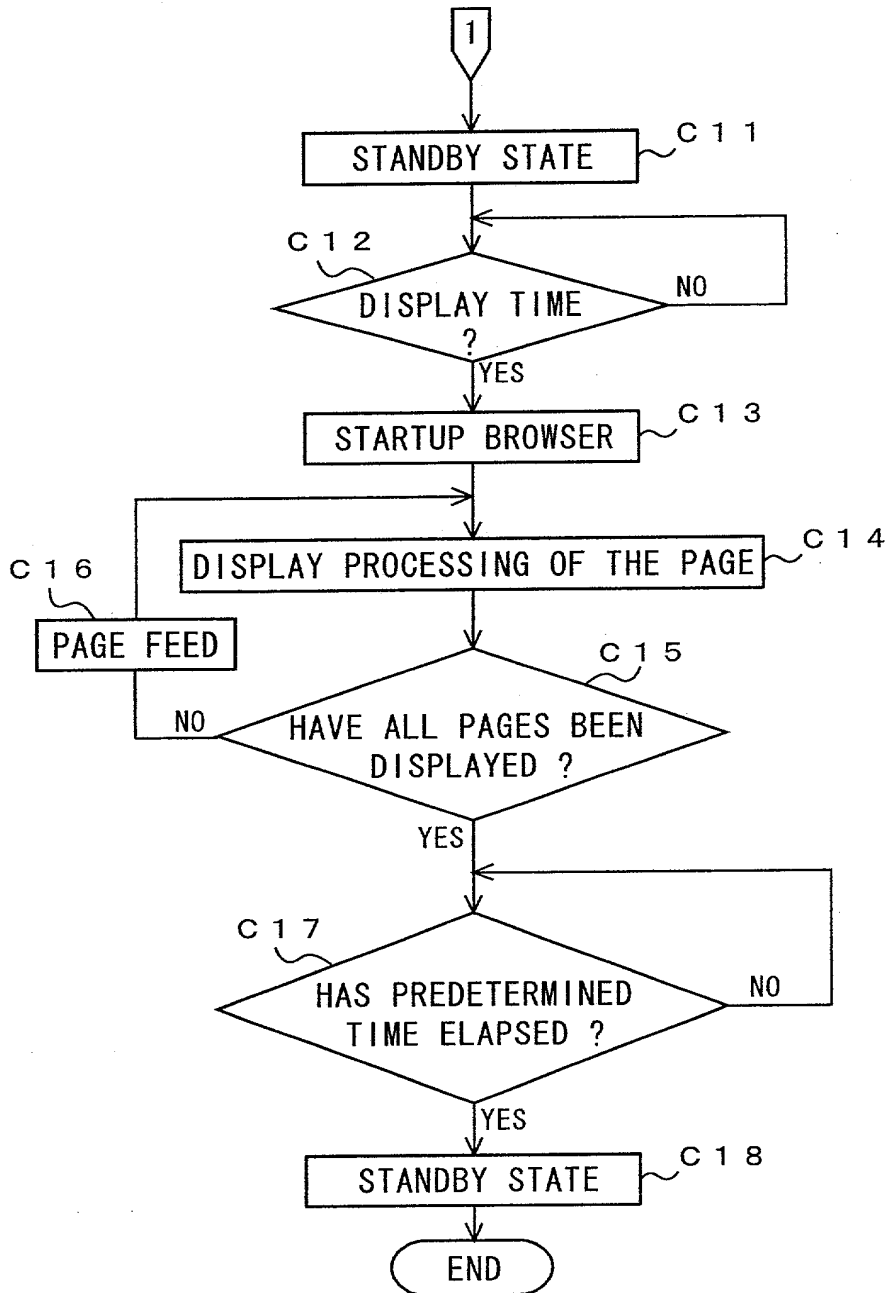 1
C11
STANDBY STATE
C12
DISPLAY TIME
?
NO
YES
C13
STARTUP BROWSER
C14
DISPLAY PROCESSING OF THE PAGE
C16
PAGE FEED
C15
NO
HAVE ALL PAGES BEEN
DISPLAYED ?
YES
C17
HAS PREDETERMINED
TIME ELAPSED ?
NO
YES
C18
STANDBY STATE
END